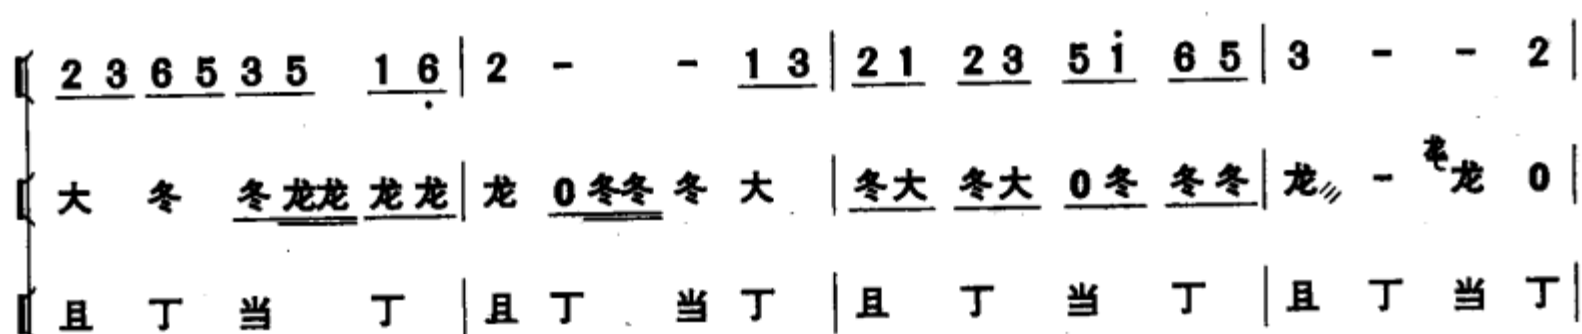 2 3 6 5 3 5 1 6̣ | 2 - - 1 3 | 2 1 2 3 5 i̇ 6 5 | 3 - - 2 |
大 冬 冬 龙龙 龙 龙 | 龙 0 冬冬 冬 大 | 冬大 冬大 0 冬 冬 冬 | 龙 - 龙 龙 0 |
且 丁 当 丁 | 且 丁 当 丁 | 且 丁 当 丁 | 且 丁 当 丁 |